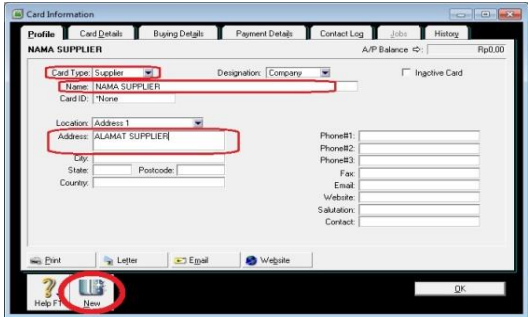 Card Information
Profile Card Details Buying Details Payment Details Contact Log Jobs History
NAMA SUPPLIER A/P Balance ⇨: Rp0,00
Card Type: Supplier Designation: Company Inactive Card
Name: NAMA SUPPLIER
Card ID: *None
Location: Address 1
Address: ALAMAT SUPPLIER
Phone#1:
Phone#2:
Phone#3:
City:
State: Postcode:
Fax:
Country:
Email:
Website:
Salutation:
Contact:
Print Letter Email Website
Help F1 New OK